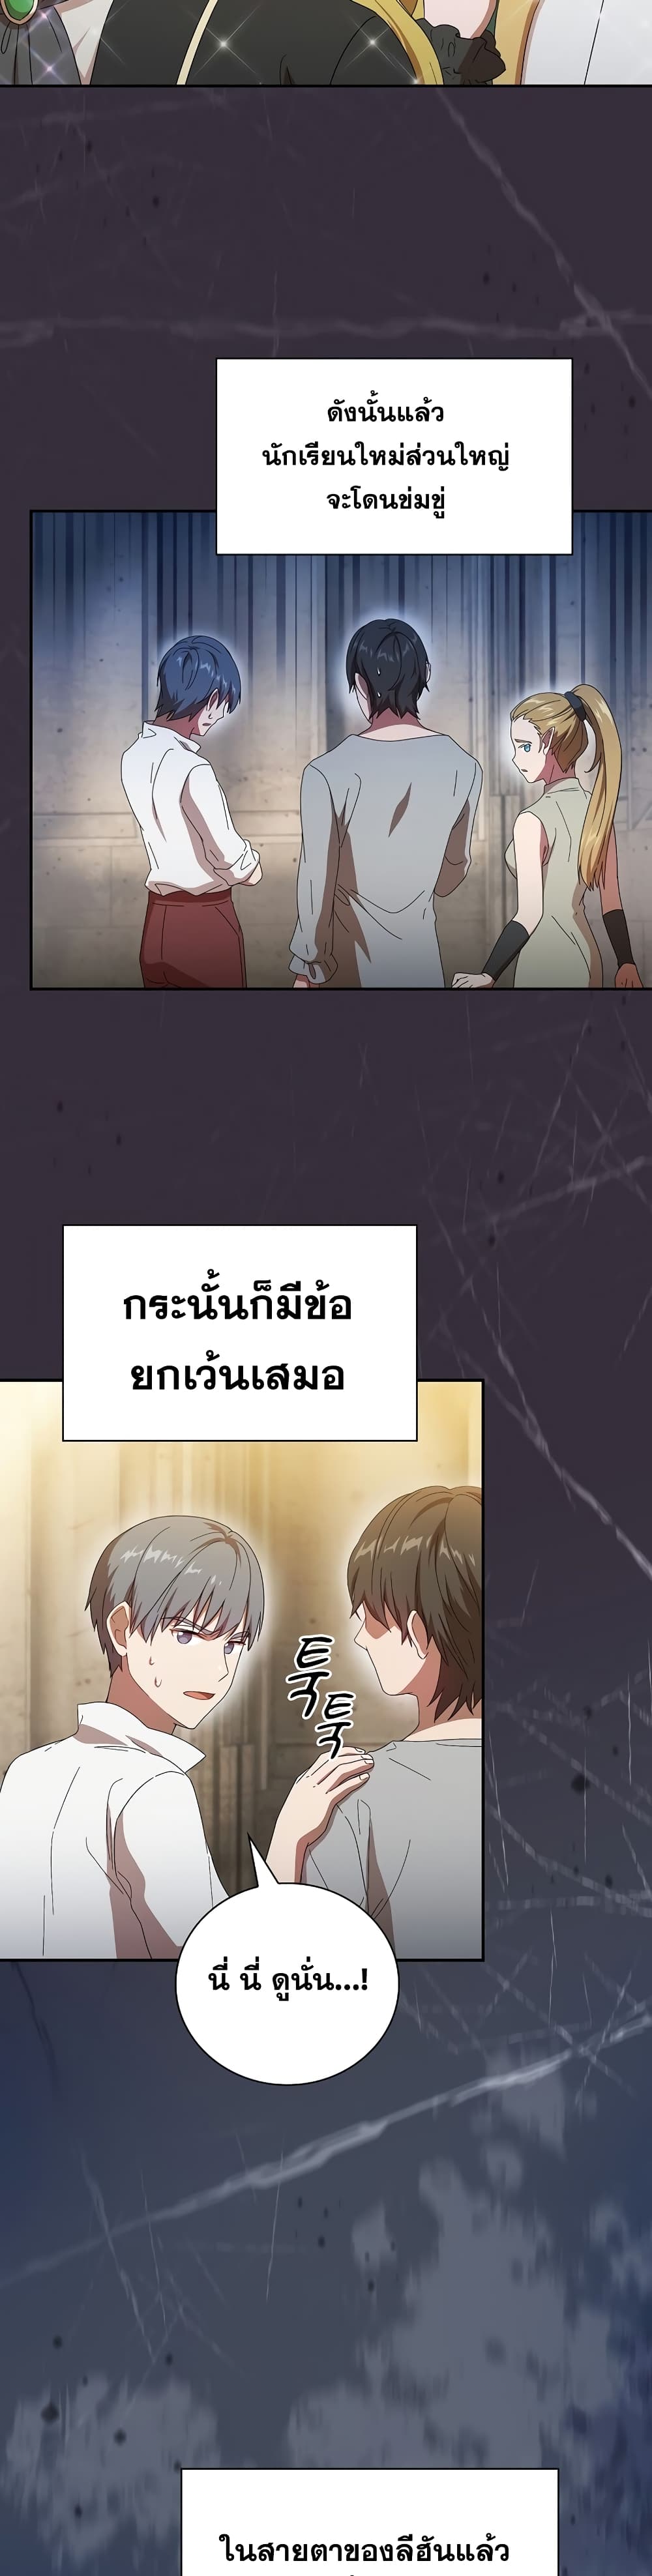 ดังนั้นแล้ว
นักเรียนใหม่ส่วนใหญ่
จะโดนข่มขู่
กระนั้นก็มีข้อ
ยกเว้นเสมอ
툭
툭
นี่ นี่ ดูนั่น...!
ในสายตาของลีฮันแล้ว